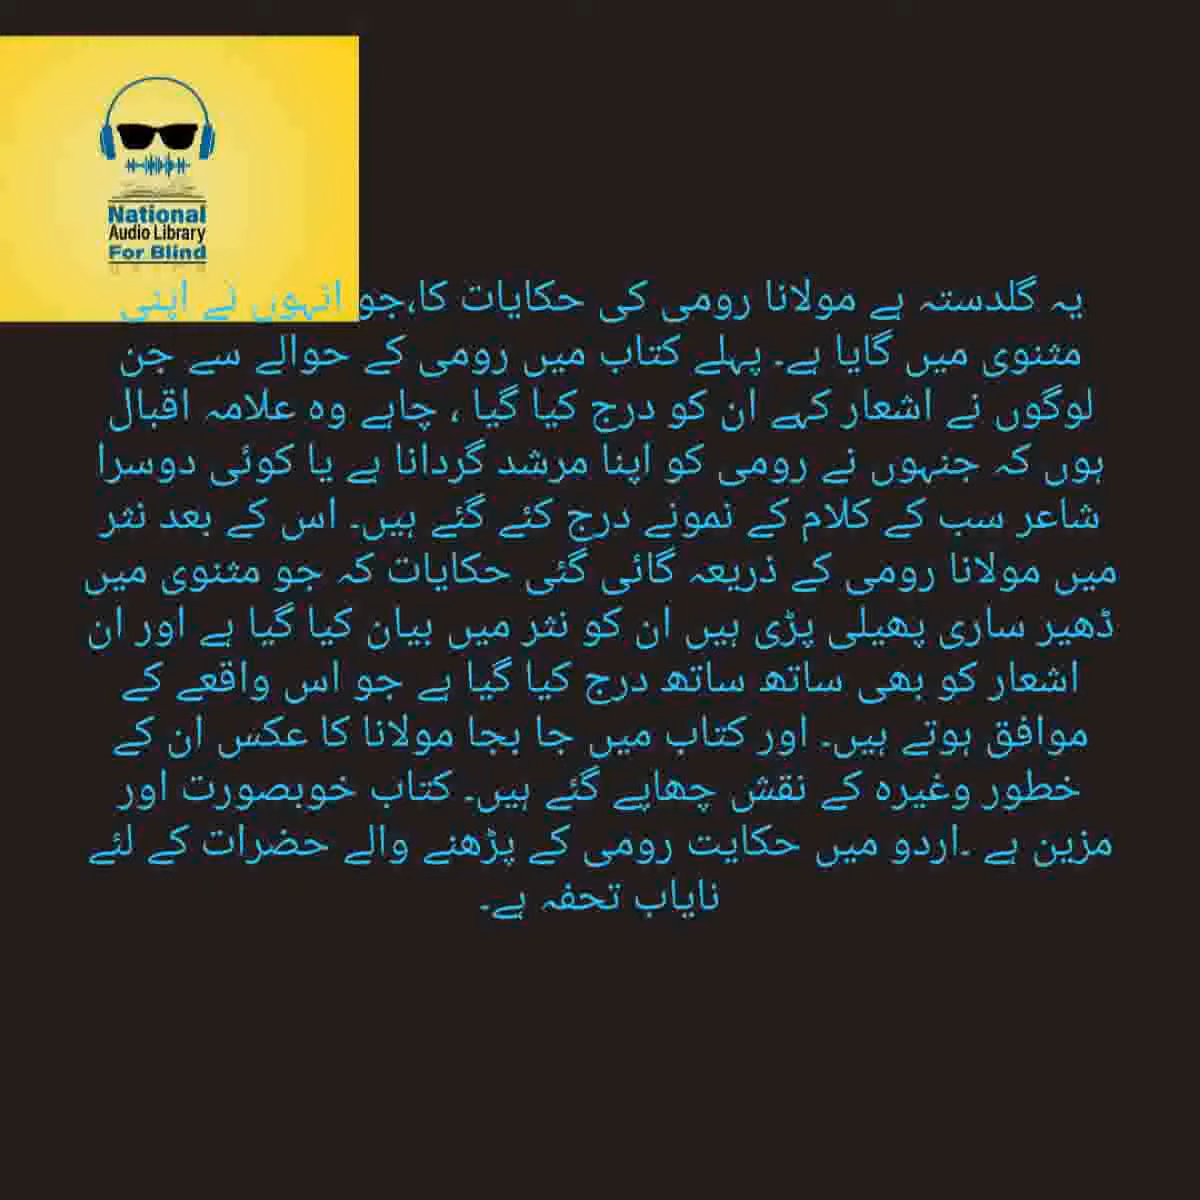 National
Audio Library
For Blind
یہ گلدستہ ہے مولانا رومی کی حکایات کا،جو انہوں نے اپنی
مثنوی میں گایا ہے۔ پہلے کتاب میں رومی کے حوالے سے جن
لوگوں نے اشعار کہے ان کو درج کیا گیا ، چاہے وہ علامہ اقبال
ہوں کہ جنہوں نے رومی کو اپنا مرشد گردانا ہے یا کوئی دوسرا
شاعر سب کے کلام کے نمونے درج کئے گئے ہیں۔ اس کے بعد نثر
میں مولانا رومی کے ذریعہ گائی گئی حکایات کہ جو مثنوی میں
ڈھیر ساری پھیلی پڑی ہیں ان کو نثر میں بیان کیا گیا ہے اور ان
اشعار کو بھی ساتھ ساتھ درج کیا گیا ہے جو اس واقعے کے
موافق ہوتے ہیں۔ اور کتاب میں جا بجا مولانا کا عکس ان کے
خطور وغیرہ کے نقش چھاپے گئے ہیں۔ کتاب خوبصورت اور
مزین ہے ۔اردو میں حکایت رومی کے پڑھنے والے حضرات کے لئے
نایاب تحفہ ہے۔